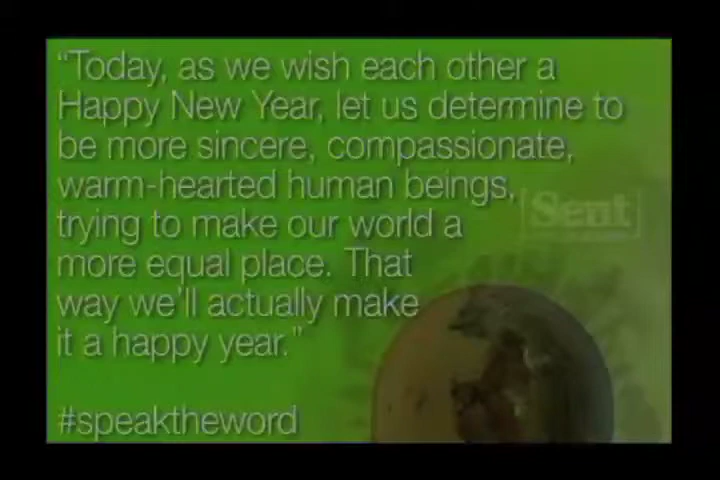 “Today, as we wish each other a
Happy New Year, let us determine to
be more sincere, compassionate,
warm-hearted human beings,
trying to make our world a
more equal place. That
way we’ll actually make
it a happy year.”
Sent
#speaktheword